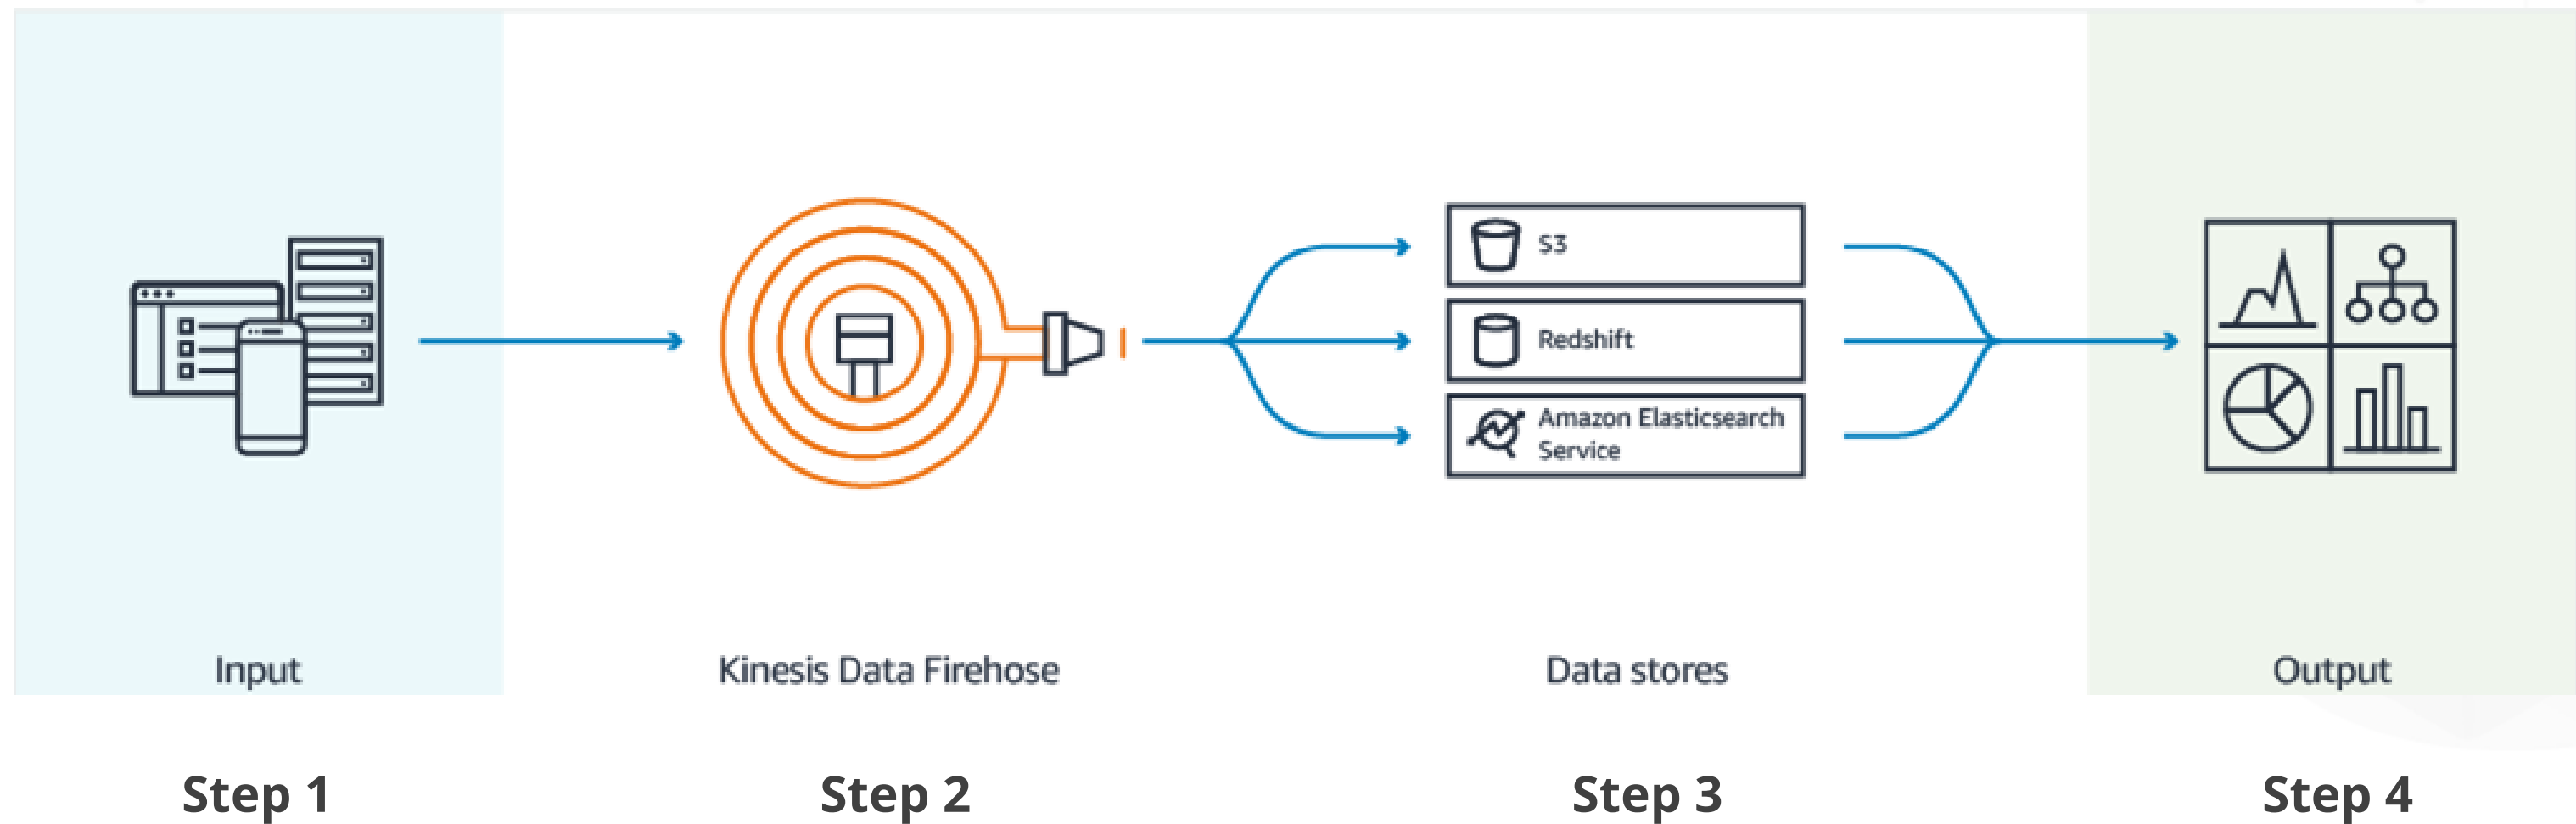 S3
Redshift
Amazon Elasticsearch
Service
Input
Kinesis Data Firehose
Data stores
Output
Step 1
Step 2
Step 3
Step 4